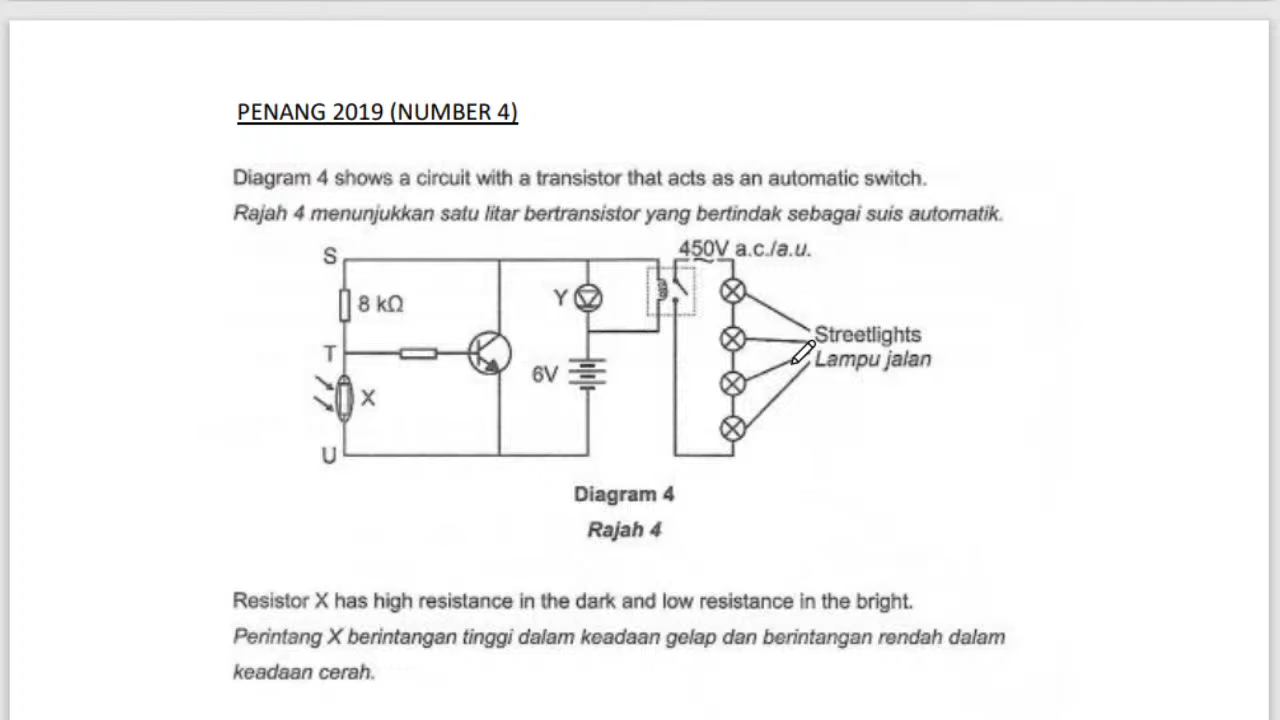 PENANG 2019 (NUMBER 4)
Diagram 4 shows a circuit with a transistor that acts as an automatic switch.
Rajah 4 menunjukkan satu litar bertransistor yang bertindak sebagai suis automatik.
S
450V a.c./a.u.
8 kΩ
Y
Streetlights
Lampu jalan
T
6V
X
U
Diagram 4
Rajah 4
Resistor X has high resistance in the dark and low resistance in the bright.
Perintang X berintangan tinggi dalam keadaan gelap dan berintangan rendah dalam
keadaan cerah.